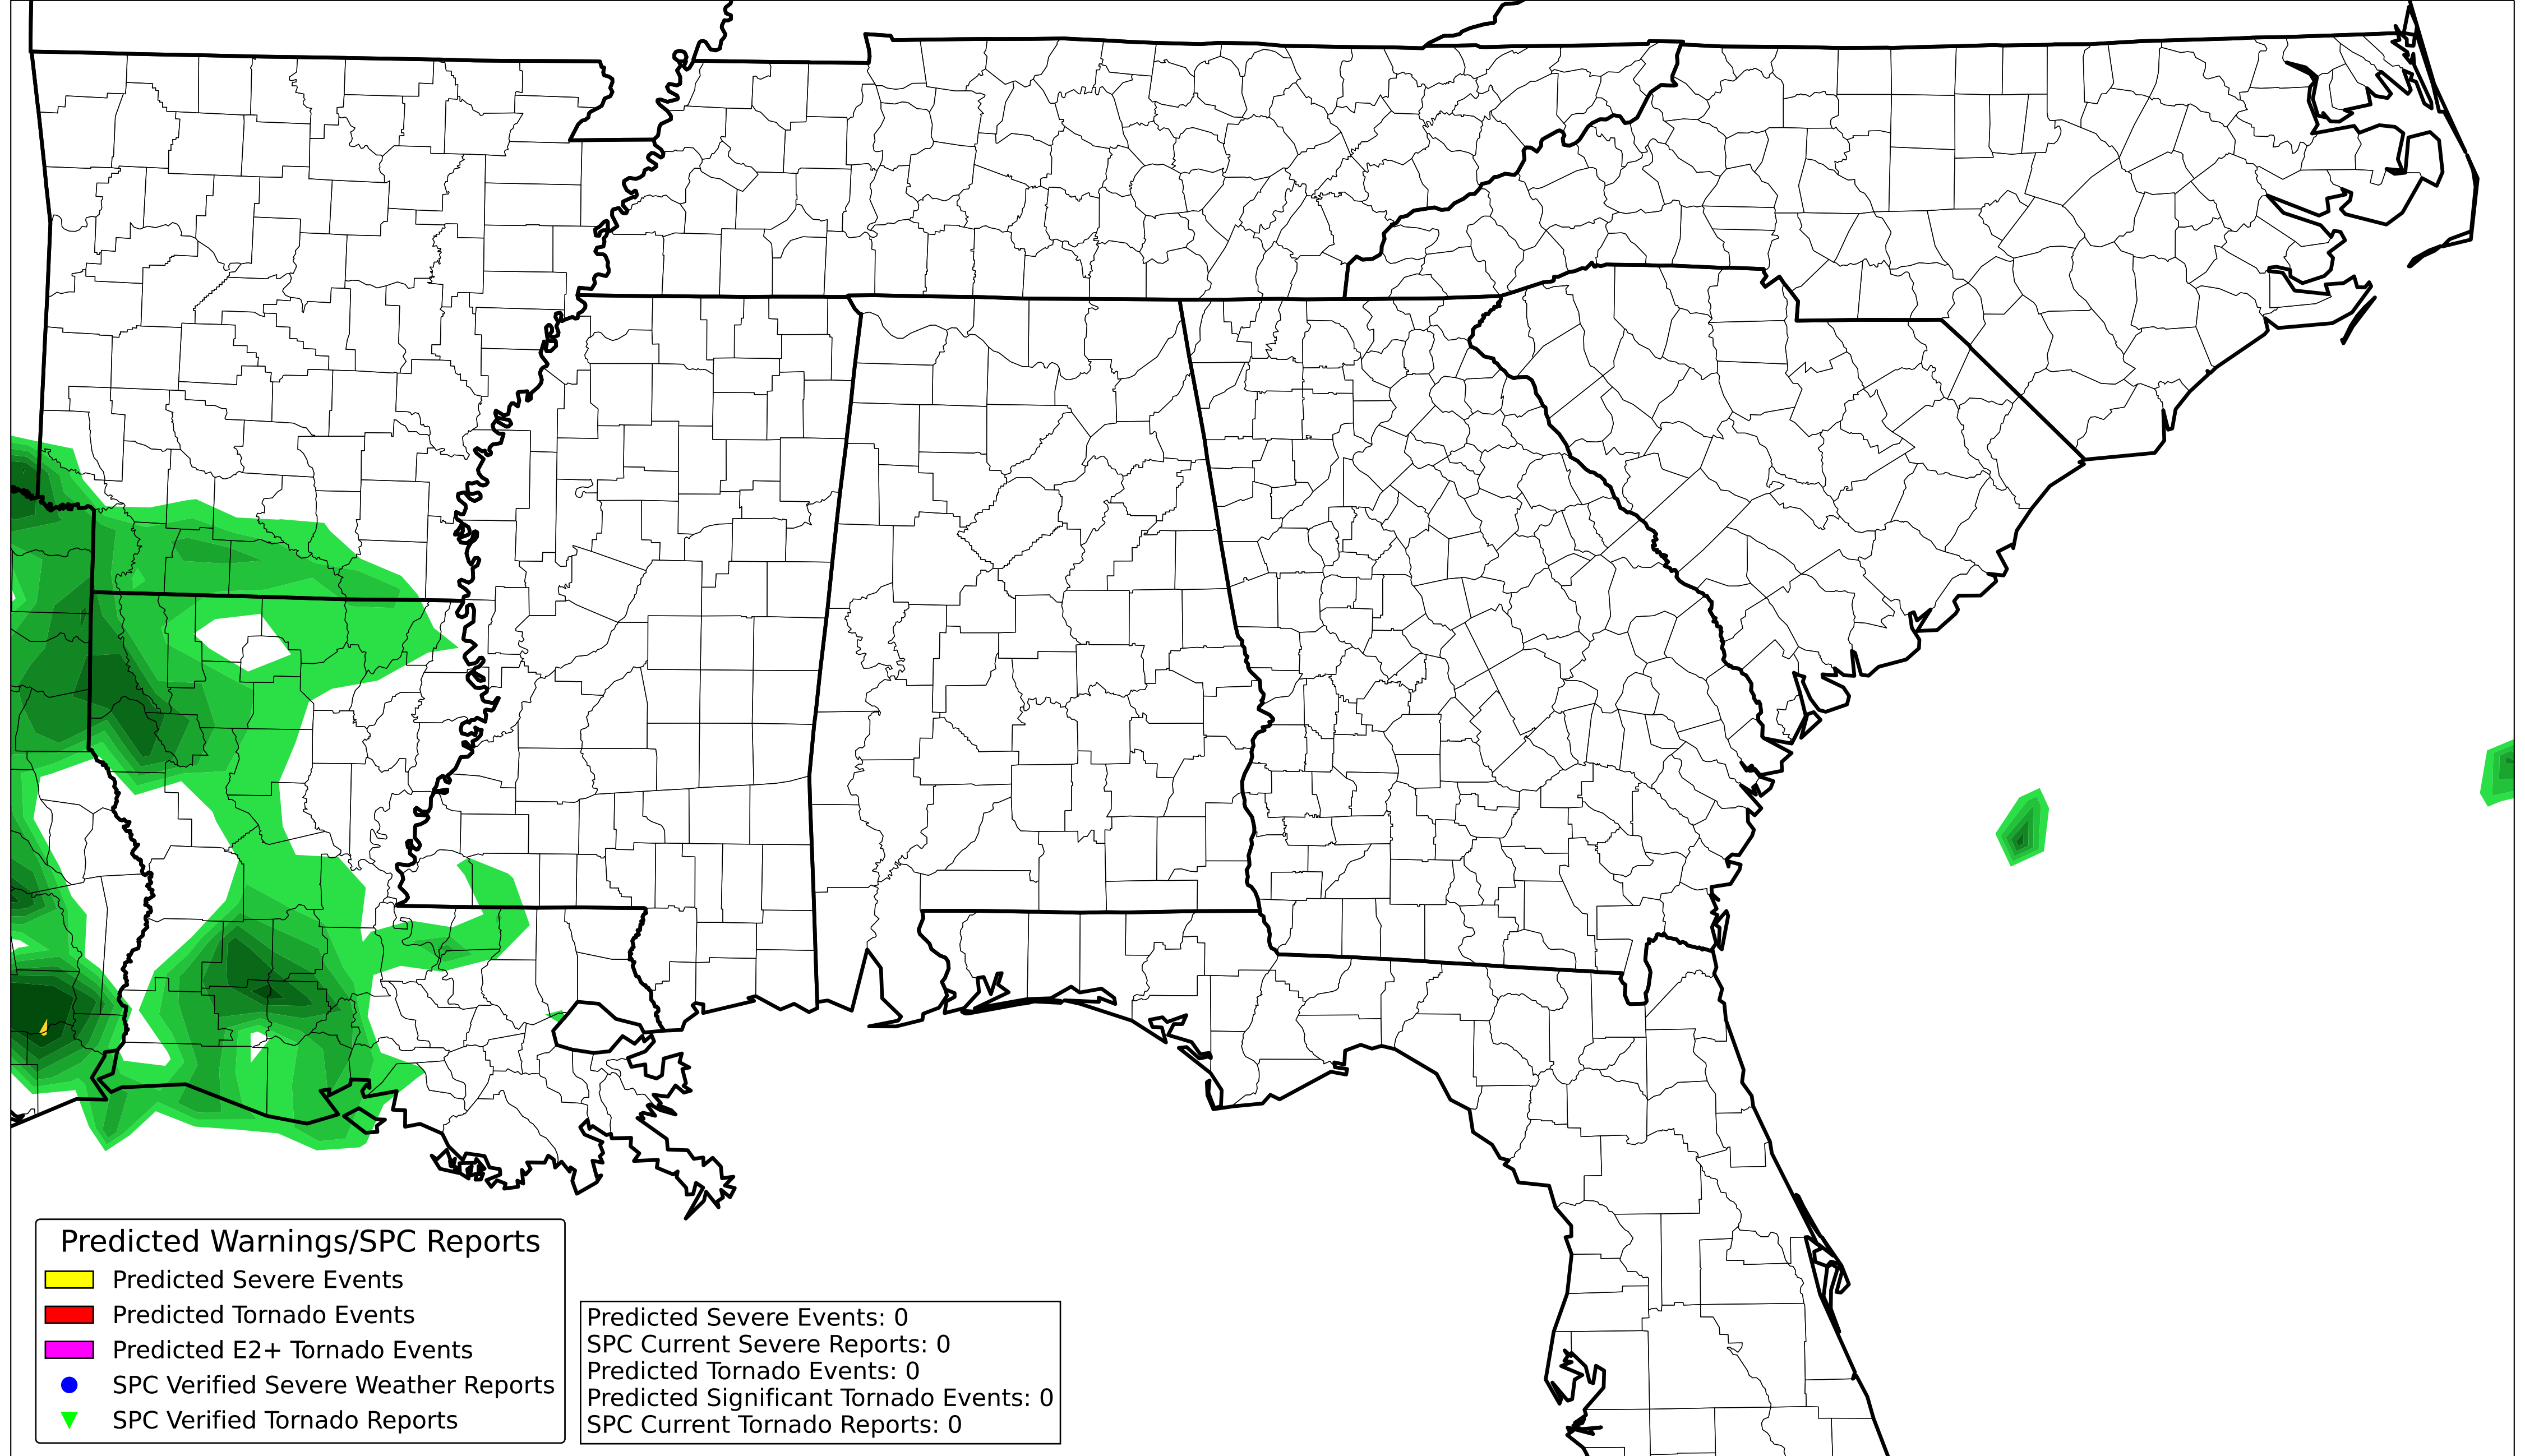 Predicted Warnings/SPC Reports
Predicted Severe Events
Predicted Tornado Events
Predicted E2+ Tornado Events
SPC Verified Severe Weather Reports
SPC Verified Tornado Reports
Predicted Severe Events: 0
SPC Current Severe Reports: 0
Predicted Tornado Events: 0
Predicted Significant Tornado Events: 0
SPC Current Tornado Reports: 0